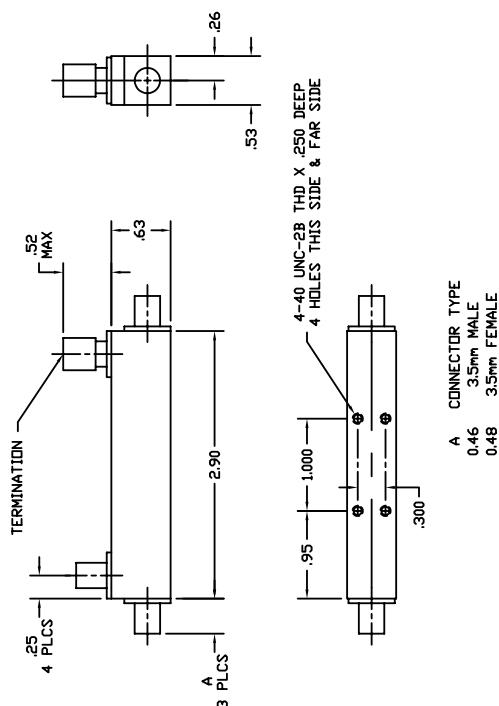 .26
.53
.52
MAX
.63
TERMINATION
2.90
.25
4 PLCS
A
3 PLCS
4-40 UNC-2B THD X .250 DEEP
4 HOLES THIS SIDE & FAR SIDE
1.000
.95
.300
A CONNECTOR TYPE
0.46 3.5mm MALE
0.48 3.5mm FEMALE